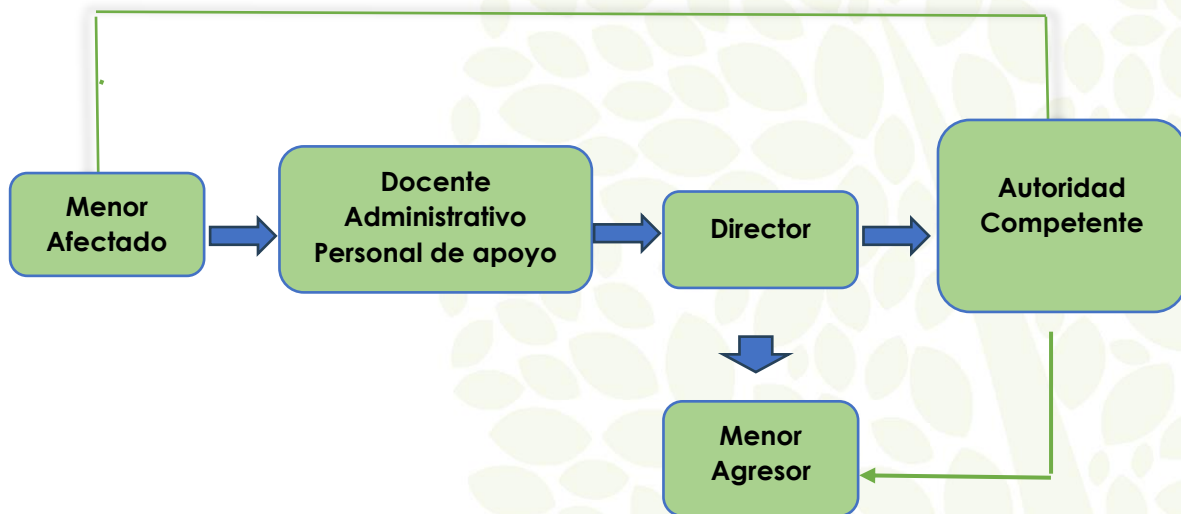 Menor
Afectado
Docente
Administrativo
Personal de apoyo
Director
Autoridad
Competente
Menor
Agresor